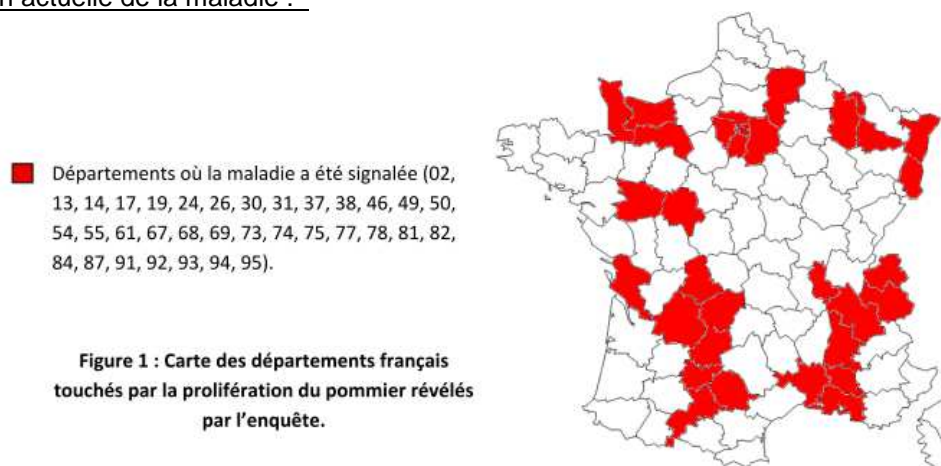 n actuelle de la maladie :
Départements où la maladie a été signalée (02,
13, 14, 17, 19, 24, 26, 30, 31, 37, 38, 46, 49, 50,
54, 55, 61, 67, 68, 69, 73, 74, 75, 77, 78, 81, 82,
84, 87, 91, 92, 93, 94, 95).
Figure 1 : Carte des départements français
touchés par la prolifération du pommier révélés
par l’enquête.